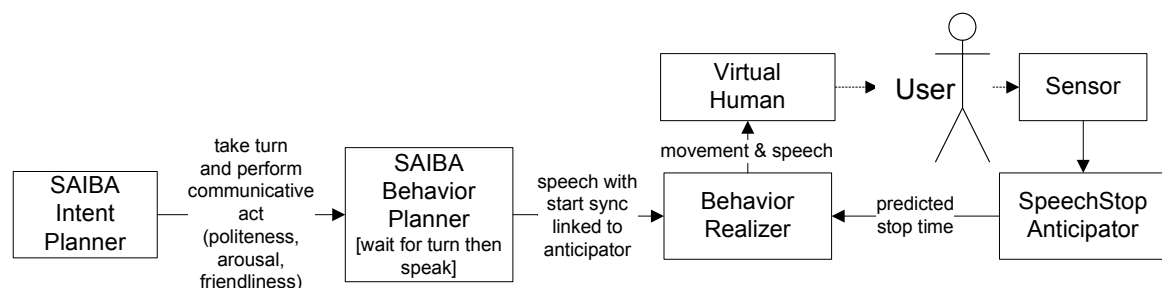 SAIBA
Intent
Planner
take turn
and perform
communicative
act
(politeness,
arousal,
friendliness)
SAIBA
Behavior
Planner
[wait for turn then
speak]
speech with
start sync
linked to
anticipator
Virtual
Human
movement & speech
Behavior
Realizer
User
Sensor
predicted
stop time
SpeechStop
Anticipator